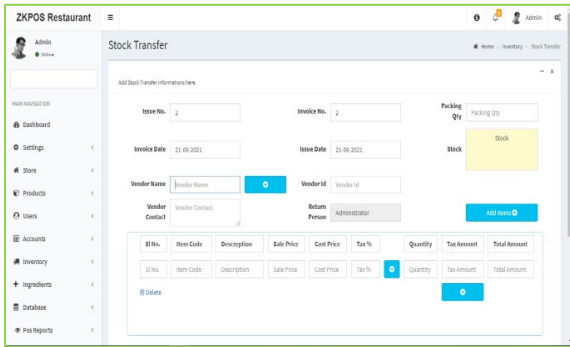 ZKPOS Restaurant
Admin
Admin
Online
Stock Transfer
Home > Inventory > Stock Transfer
Add Stock Transfer informations here.
MAIN NAVIGATION
Dashboard
Settings
Store
Products
Users
Accounts
Inventory
Ingredients
Database
Pos Reports
Issue No. 2
Invoice No. 2
Packing Qty Packing Qty
Invoice Date 21-03-2021
Issue Date 21-03-2021
Stock Stock
Vendor Name Vendor Name
Vendor Id Vendor Id
Vendor Contact Vendor Contact
Return Person Administrator
Add Items
Sl No. Item Code Description Sale Price Cost Price Tax % Quantity Tax Amount Total Amount
Sl No. Item Code Description Sale Price Cost Price Tax % Quantity Tax Amount Total Amount
Delete